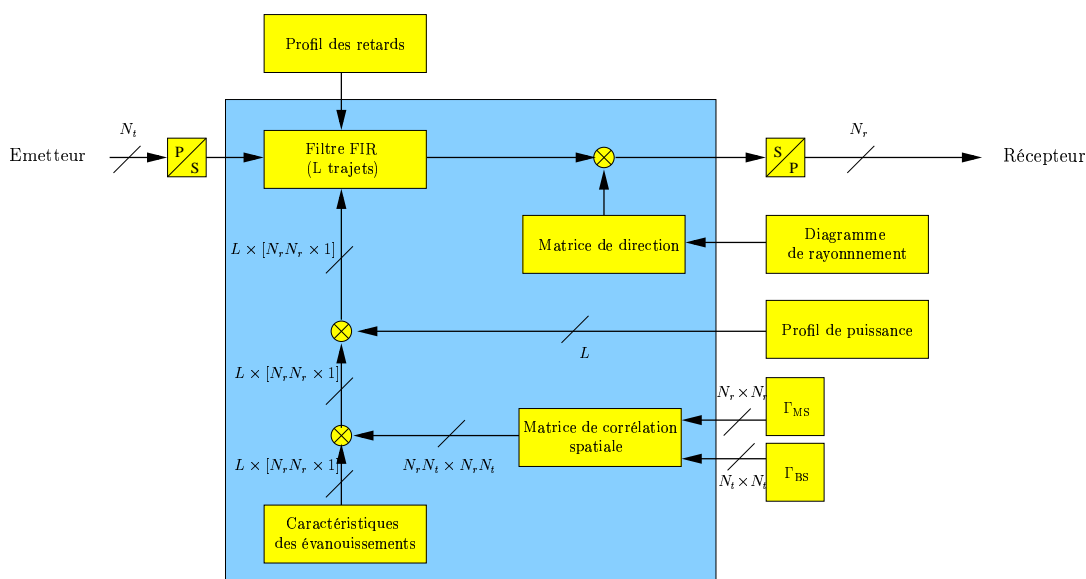 Profil des retards
Emetteur
N_t
P
S
Filtre FIR
(L trajets)
S
P
N_r
Récepteur
Matrice de direction
Diagramme
de rayonnnement
L × [N_rN_r × 1]
Profil de puissance
L
L × [N_rN_r × 1]
N_r × N_r
Γ_MS
Matrice de corrélation
spatiale
N_rN_t × N_rN_t
L × [N_rN_r × 1]
N_t × N_t
Γ_BS
Caractéristiques
des évanouissements